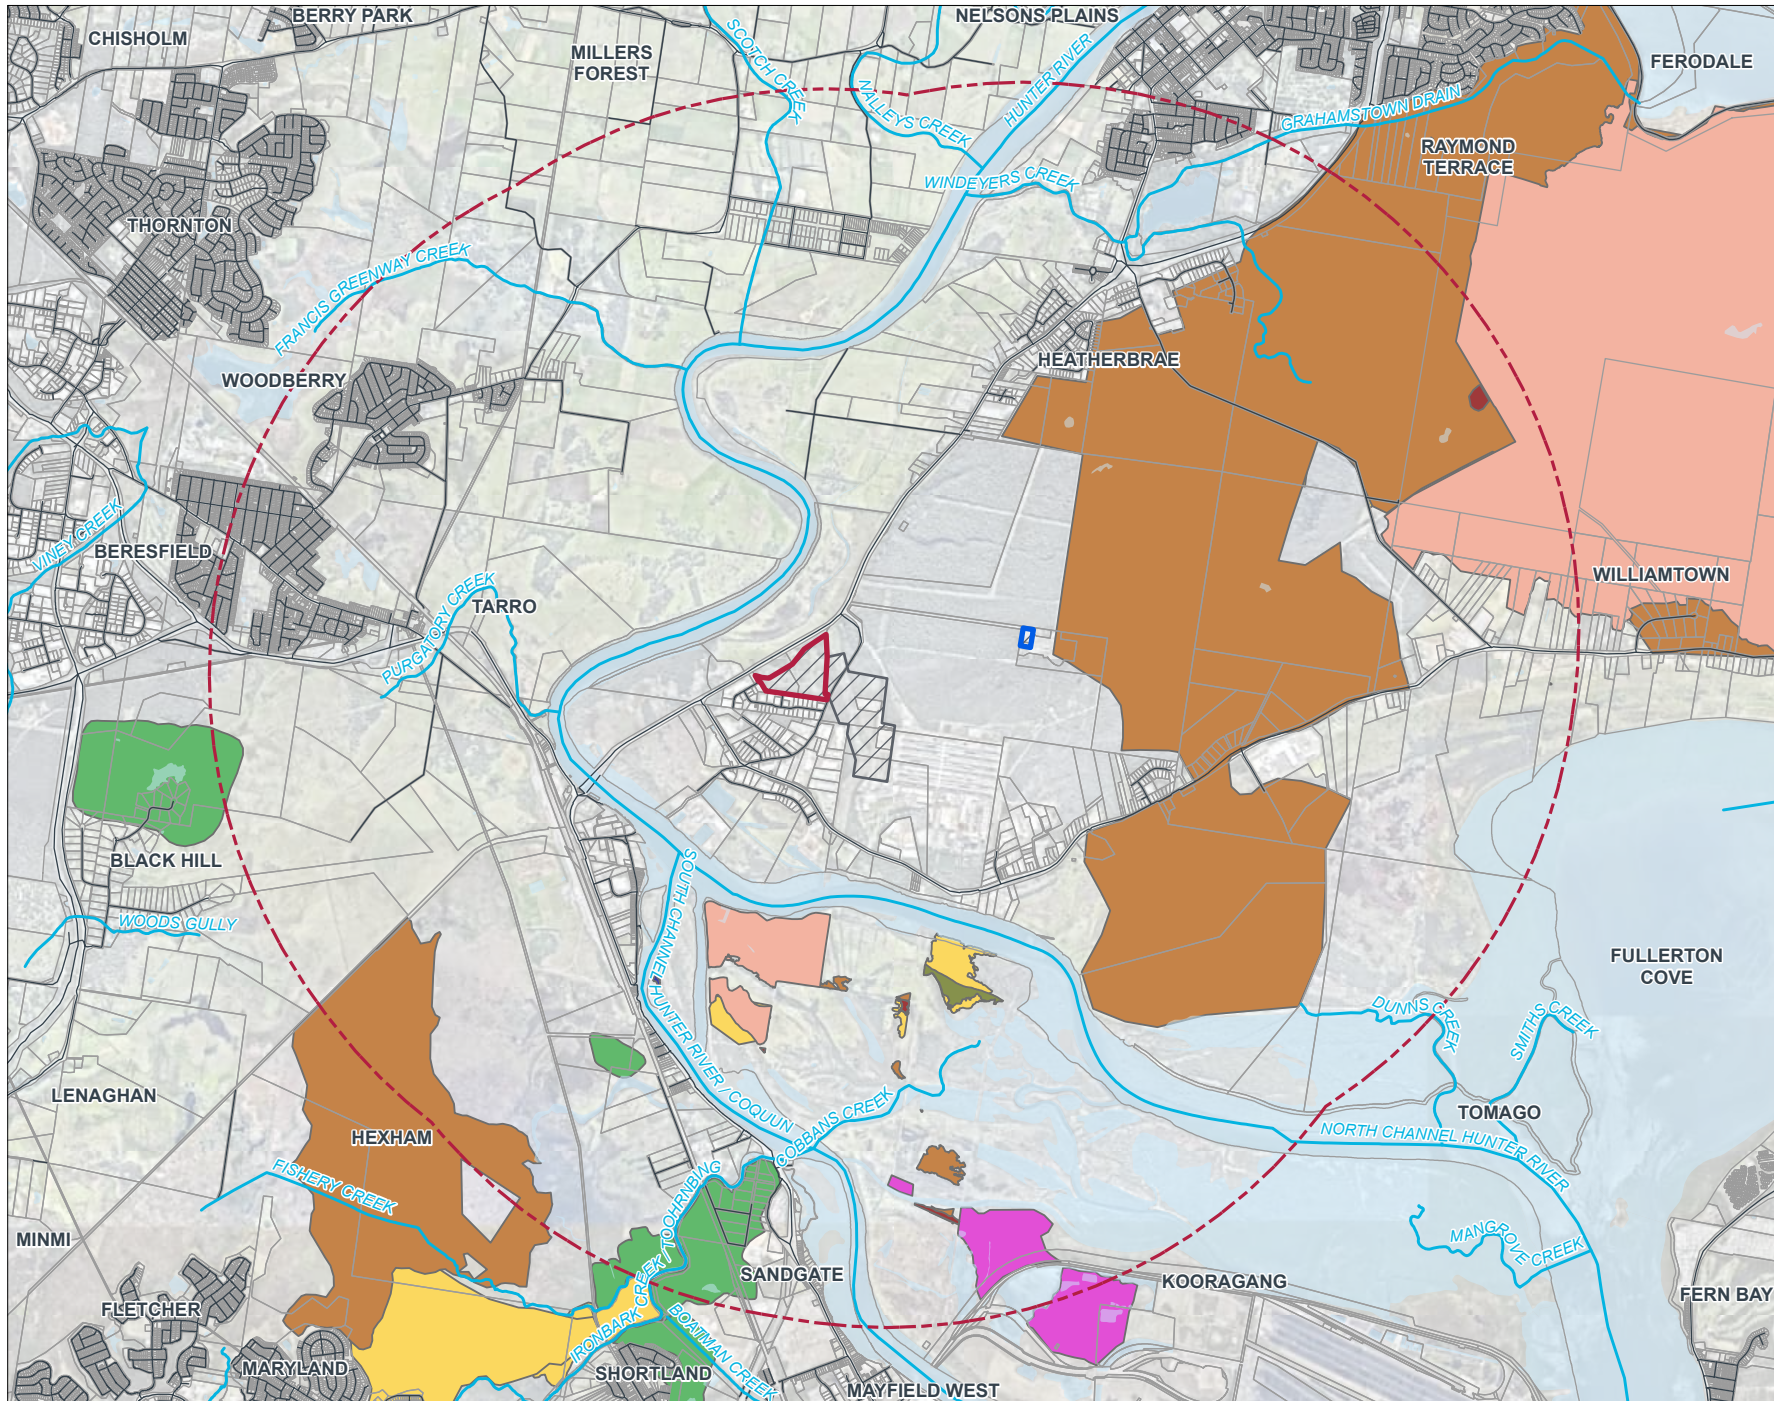 BERRY PARK
NELSONS PLAINS
CHISHOLM
MILLERS
FOREST
SCOTCH CREEK
NALLEYS CREEK
HUNTER RIVER
FERODALE
GRAHAMSTOWN DRAIN
RAYMOND
TERRACE
WINDEYERS CREEK
THORNTON
FRANCIS GREENWAY CREEK
HEATHERBRAE
WOODBERRY
VINEY CREEK
BERESFIELD
WILLIAMTOWN
PURGATORY CREEK
TARRO
BLACK HILL
WOODS GULLY
SOUTH CHANNEL HUNTER RIVER / COQUUN
FULLERTON
COVE
DUNNS CREEK
SMITHS CREEK
LENAGHAN
COBBANS CREEK
TOMAGO
HEXHAM
NORTH CHANNEL HUNTER RIVER
FISHERY CREEK
IRONBARK CREEK / TOOHRNBING
MINMI
MANGROVE CREEK
SANDGATE
KOORAGANG
FERN BAY
FLETCHER
BOATMAN CREEK
MARYLAND
SHORTLAND
MAYFIELD WEST